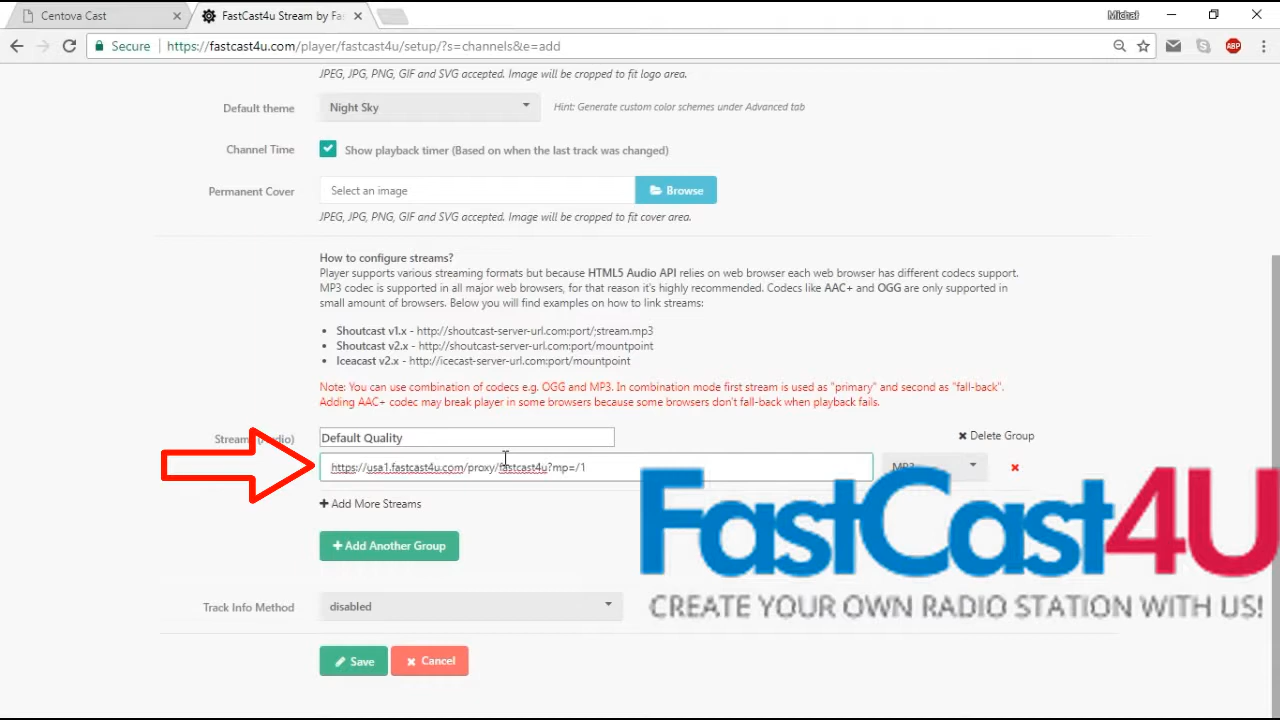 Centova Cast
FastCast4u Stream by Fas
Michał
Secure
https://fastcast4u.com/player/fastcast4u/setup/?s=channels&e=add
ABP
JPEG, JPG, PNG, GIF and SVG accepted. Image will be cropped to fit logo area.
Default theme
Night Sky
Hint: Generate custom color schemes under Advanced tab
Channel Time
Show playback timer (Based on when the last track was changed)
Permanent Cover
Select an image
Browse
JPEG, JPG, PNG, GIF and SVG accepted. Image will be cropped to fit cover area.
How to configure streams?
Player supports various streaming formats but because HTML5 Audio API relies on web browser each web browser has different codecs support.
MP3 codec is supported in all major web browsers, for that reason it's highly recommended. Codecs like AAC+ and OGG are only supported in
small amount of browsers. Below you will find examples on how to link streams:
• Shoutcast v1.x - http://shoutcast-server-url.com:port/;stream.mp3
• Shoutcast v2.x - http://shoutcast-server-url.com:port/mountpoint
• Iceacast v2.x - http://icecast-server-url.com:port/mountpoint
Note: You can use combination of codecs e.g. OGG and MP3. In combination mode first stream is used as "primary" and second as "fall-back".
Adding AAC+ codec may break player in some browsers because some browsers don't fall-back when playback fails.
Default Quality
Delete Group
https://usa1.fastcast4u.com/proxy/fastcast4u?mp=/1
MP3
Add More Streams
Add Another Group
FastCast4U
CREATE YOUR OWN RADIO STATION WITH US!
Track Info Method
disabled
Save
Cancel